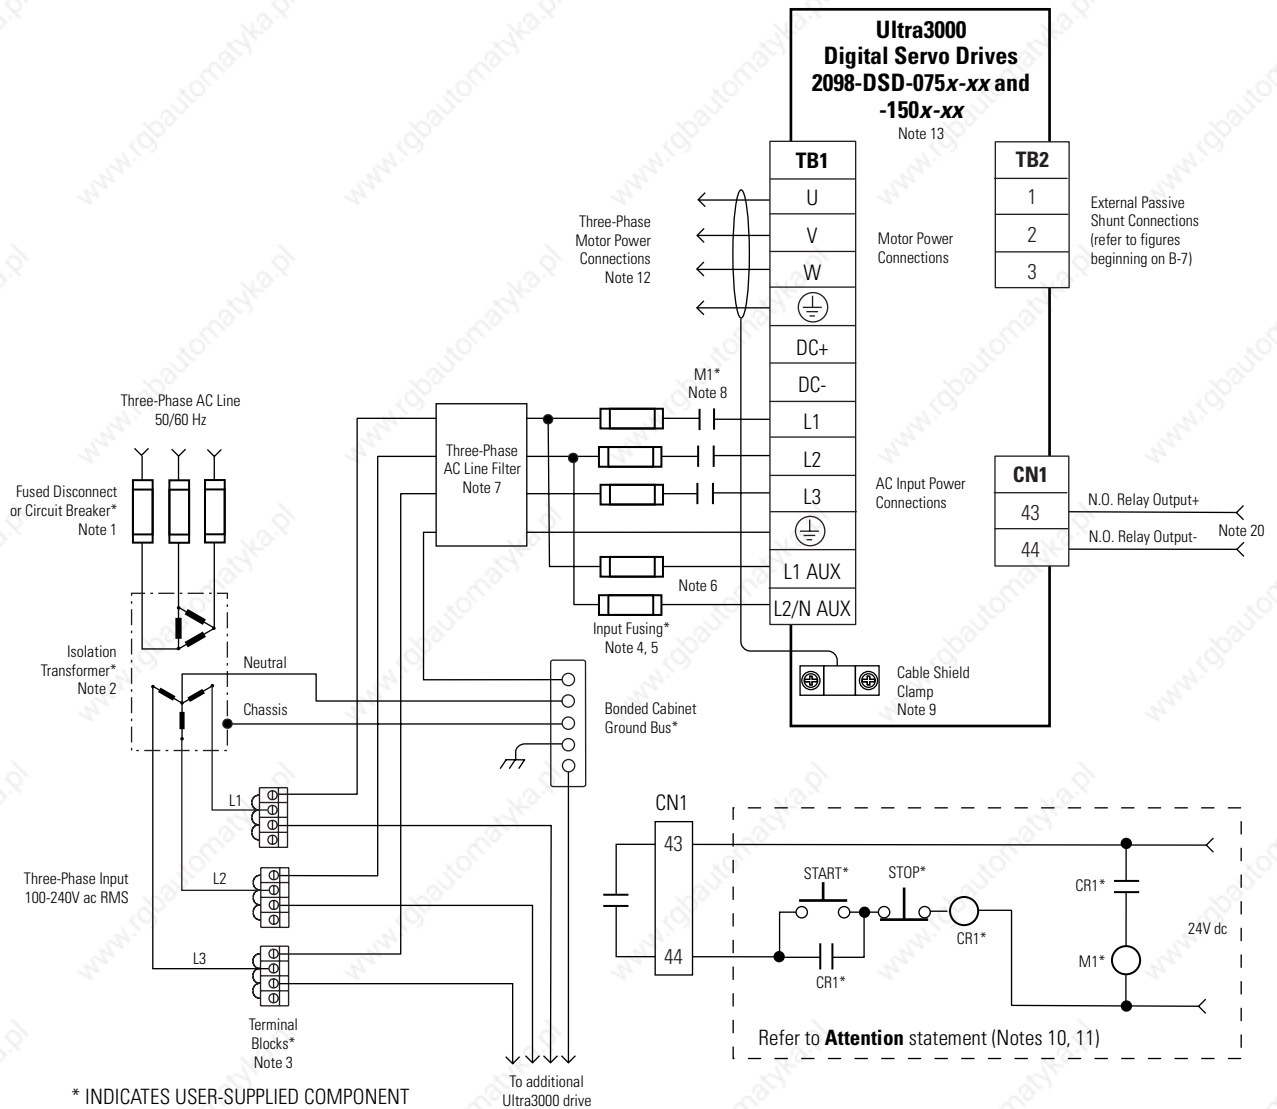 Ultra3000
Digital Servo Drives
2098-DSD-075x-xx and
-150x-xx
Note 13
TB1
U
V
W
DC+
DC-
L1
L2
L3
L1 AUX
L2/N AUX
TB2
1
2
3
External Passive
Shunt Connections
(refer to figures
beginning on B-7)
Three-Phase
Motor Power
Connections
Note 12
Motor Power
Connections
M1*
Note 8
Three-Phase AC Line
50/60 Hz
Three-Phase
AC Line Filter
Note 7
AC Input Power
Connections
CN1
43
44
N.O. Relay Output+
N.O. Relay Output-
Note 20
Fused Disconnect
or Circuit Breaker*
Note 1
Note 6
Input Fusing*
Note 4, 5
Isolation
Transformer*
Note 2
Neutral
Chassis
Bonded Cabinet
Ground Bus*
Cable Shield
Clamp
Note 9
L1
L2
L3
Three-Phase Input
100-240V ac RMS
Terminal
Blocks*
Note 3
To additional
Ultra3000 drive
CN1
43
44
START*
STOP*
CR1*
CR1*
CR1*
M1*
24V dc
Refer to Attention statement (Notes 10, 11)
* INDICATES USER-SUPPLIED COMPONENT
www.rgbautomatyka.pl